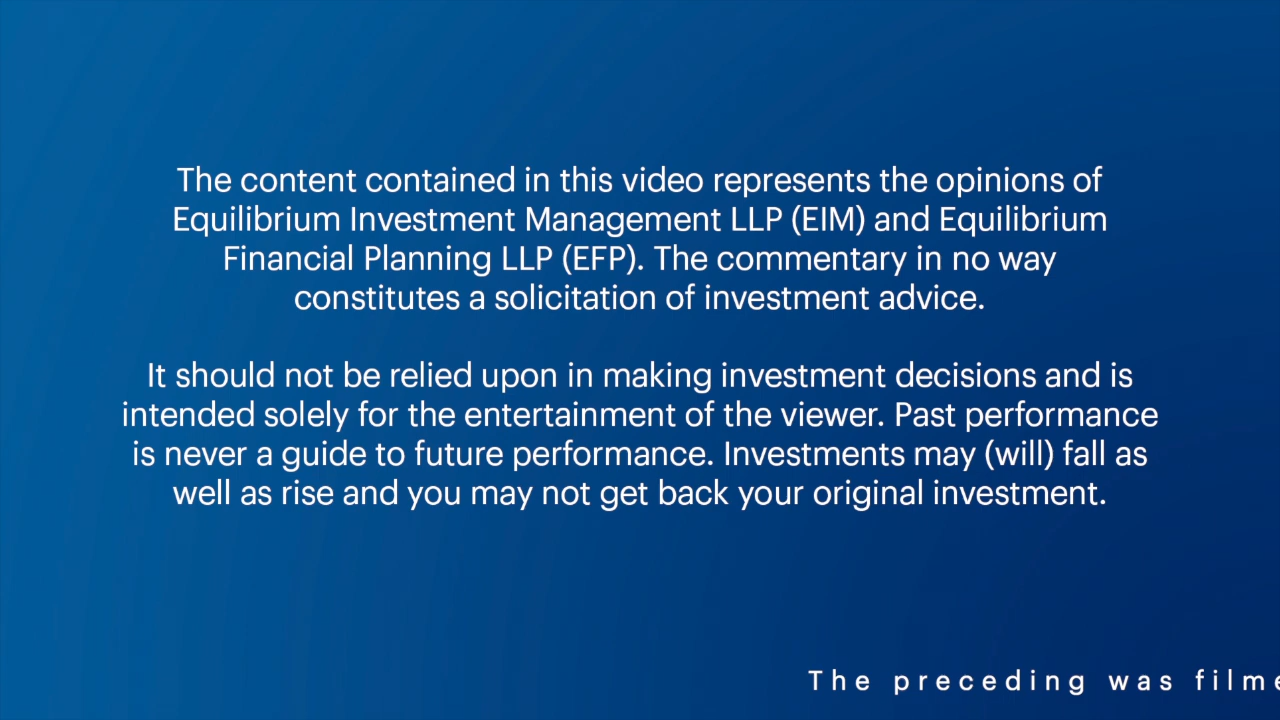 The content contained in this video represents the opinions of
Equilibrium Investment Management LLP (EIM) and Equilibrium
Financial Planning LLP (EFP). The commentary in no way
constitutes a solicitation of investment advice.
It should not be relied upon in making investment decisions and is
intended solely for the entertainment of the viewer. Past performance
is never a guide to future performance. Investments may (will) fall as
well as rise and you may not get back your original investment.
The preceding was filme